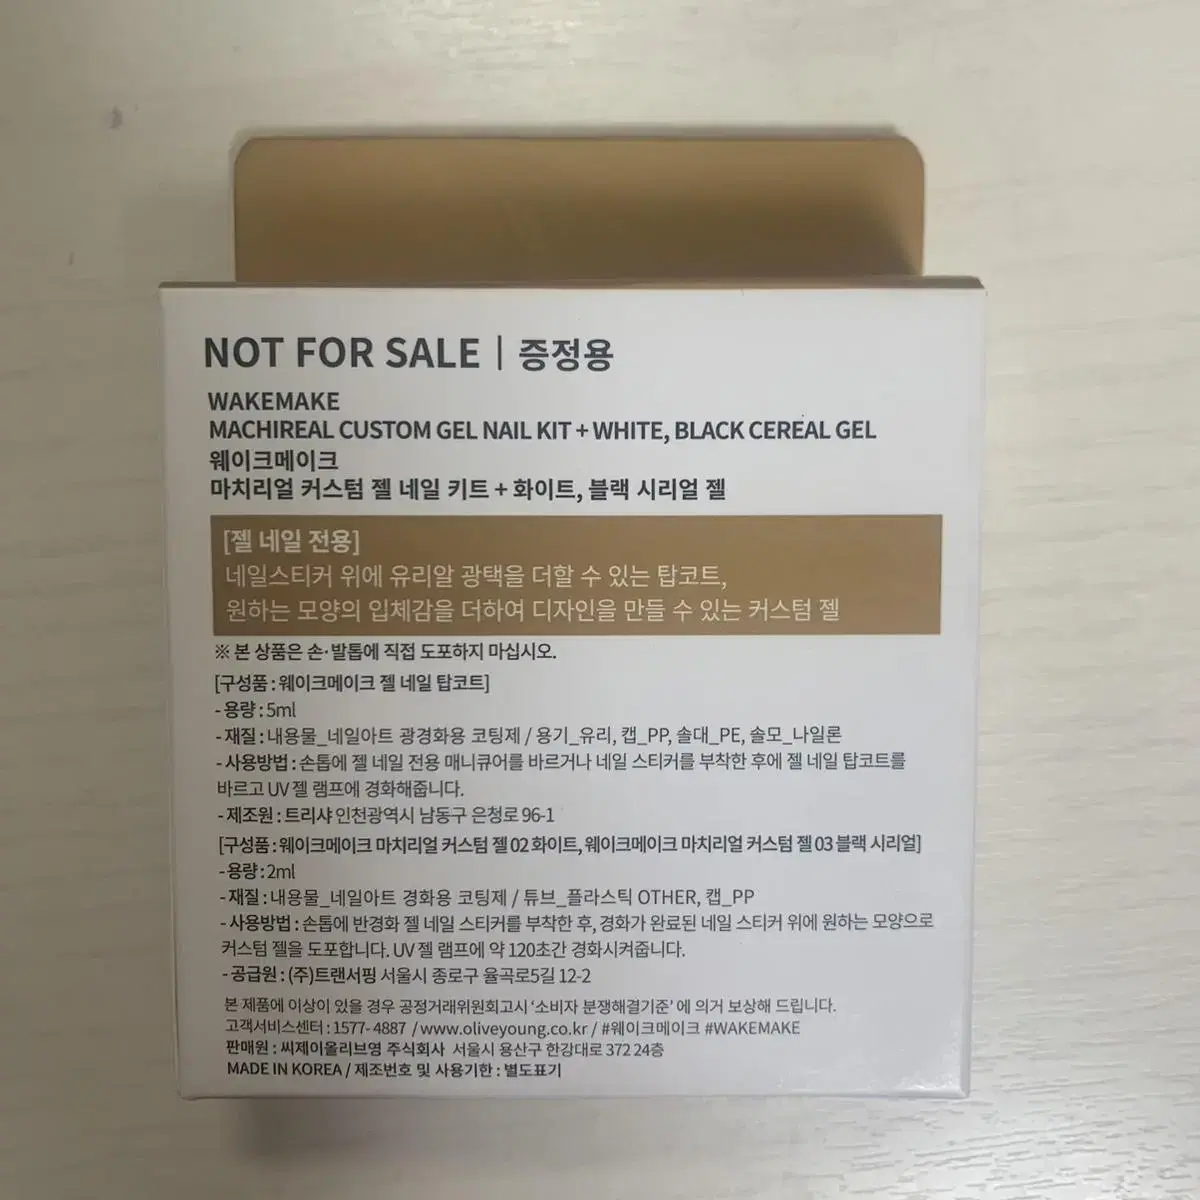 NOT FOR SALE | 증정용
WAKEMAKE
MACHIREAL CUSTOM GEL NAIL KIT + WHITE, BLACK CEREAL GEL
웨이크메이크
마치리얼 커스텀 젤 네일 키트 + 화이트, 블랙 시리얼 젤
[젤 네일 전용]
네일스티커 위에 유리알 광택을 더할 수 있는 탑코트,
원하는 모양의 입체감을 더하여 디자인을 만들 수 있는 커스텀 젤
※ 본 상품은 손·발톱에 직접 도포하지 마십시오.
[구성품 : 웨이크메이크 젤 네일 탑코트]
- 용량 : 5ml
- 재질 : 내용물_네일아트 광경화용 코팅제 / 용기_유리, 캡_PP, 솔대_PE, 솔모_나일론
- 사용방법 : 손톱에 젤 네일 전용 매니큐어를 바르거나 네일 스티커를 부착한 후에 젤 네일 탑코트를
바르고 UV 젤 램프에 경화해줍니다.
- 제조원 : 트리샤 인천광역시 남동구 은청로 96-1
[구성품 : 웨이크메이크 마치리얼 커스텀 젤 02 화이트, 웨이크메이크 마치리얼 커스텀 젤 03 블랙 시리얼]
- 용량 : 2ml
- 재질 : 내용물_네일아트 경화용 코팅제 / 튜브_플라스틱 OTHER, 캡_PP
- 사용방법 : 손톱에 반경화 젤 네일 스티커를 부착한 후, 경화가 완료된 네일 스티커 위에 원하는 모양으로
커스텀 젤을 도포합니다. UV 젤 램프에 약 120초간 경화시켜줍니다.
- 공급원 : (주)트랜서핑 서울시 종로구 율곡로5길 12-2
본 제품에 이상이 있을 경우 공정거래위원회고시 ‘소비자 분쟁해결기준’ 에 의거 보상해 드립니다.
고객서비스센터 : 1577- 4887 / www.oliveyoung.co.kr / #웨이크메이크 #WAKEMAKE
판매원 : 씨제이올리브영 주식회사 서울시 용산구 한강대로 372 24층
MADE IN KOREA / 제조번호 및 사용기한 : 별도표기